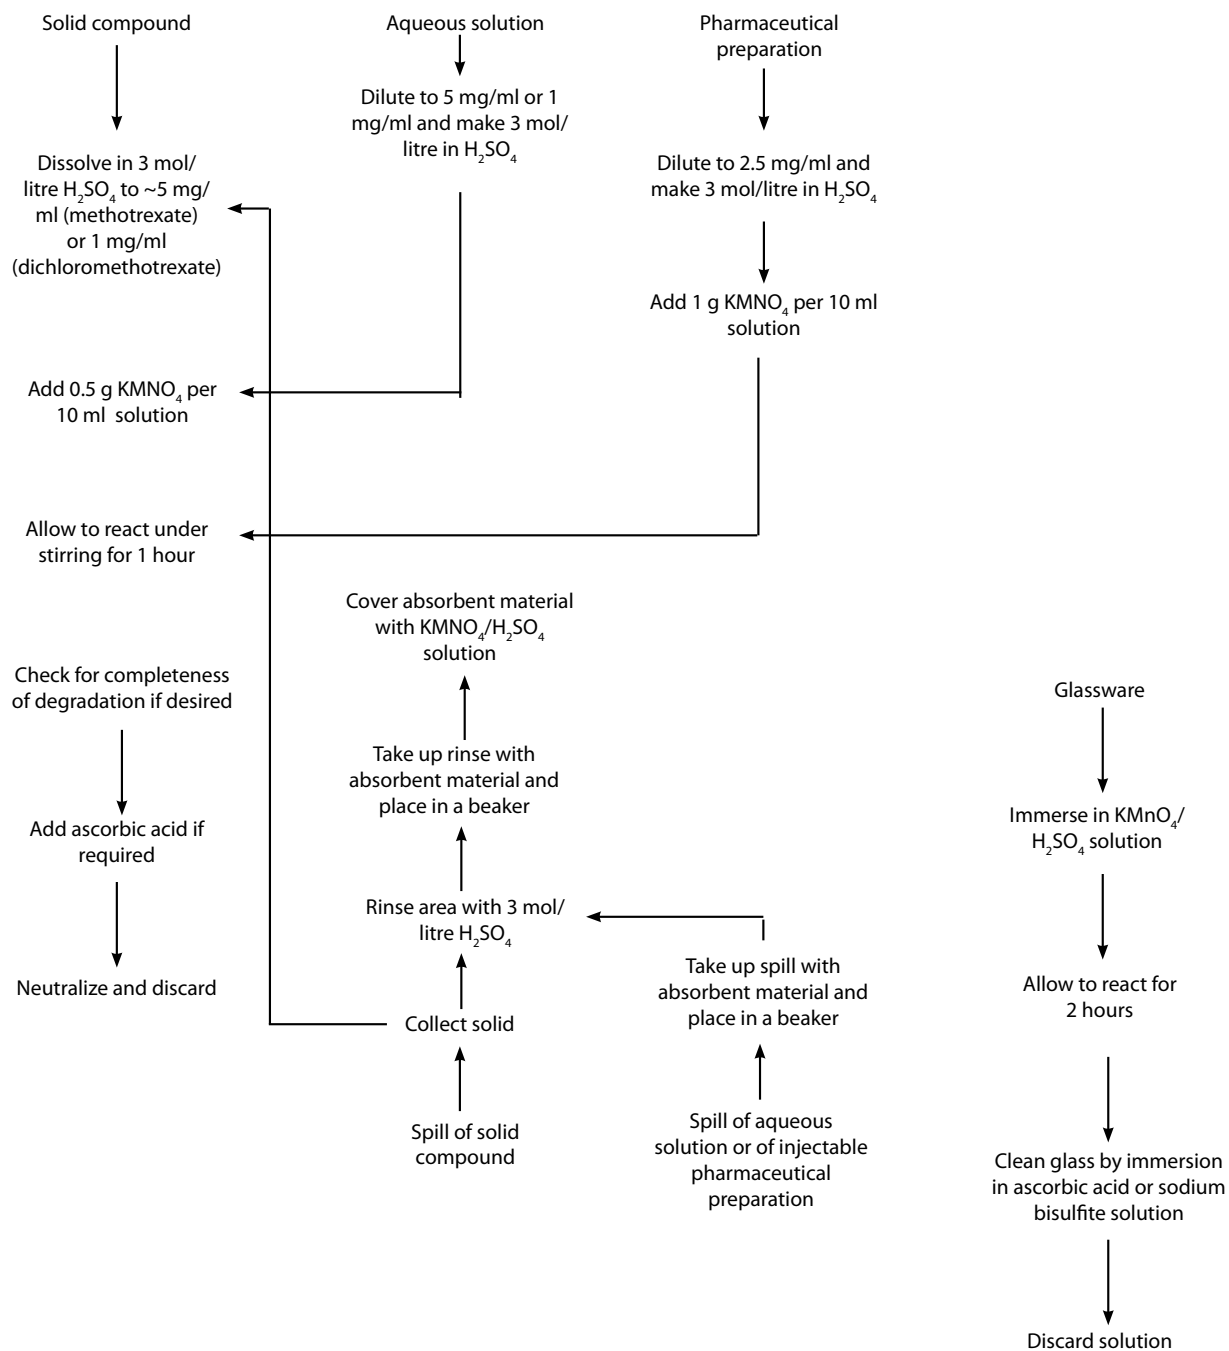 Solid compound
Dissolve in 3 mol/
litre H₂SO₄ to ~5 mg/
ml (methotrexate)
or 1 mg/ml
(dichloromethotrexate)
Add 0.5 g KMNO₄ per
10 ml solution
Allow to react under
stirring for 1 hour
Check for completeness
of degradation if desired
Add ascorbic acid if
required
Neutralize and discard
Aqueous solution
Dilute to 5 mg/ml or 1
mg/ml and make 3 mol/
litre in H₂SO₄
Pharmaceutical
preparation
Dilute to 2.5 mg/ml and
make 3 mol/litre in H₂SO₄
Add 1 g KMNO₄ per 10 ml
solution
Cover absorbent material
with KMNO₄/H₂SO₄
solution
Take up rinse with
absorbent material and
place in a beaker
Rinse area with 3 mol/
litre H₂SO₄
Collect solid
Spill of solid
compound
Take up spill with
absorbent material and
place in a beaker
Spill of aqueous
solution or of injectable
pharmaceutical
preparation
Glassware
Immerse in KMnO₄/
H₂SO₄ solution
Allow to react for
2 hours
Clean glass by immersion
in ascorbic acid or sodium
bisulfite solution
Discard solution